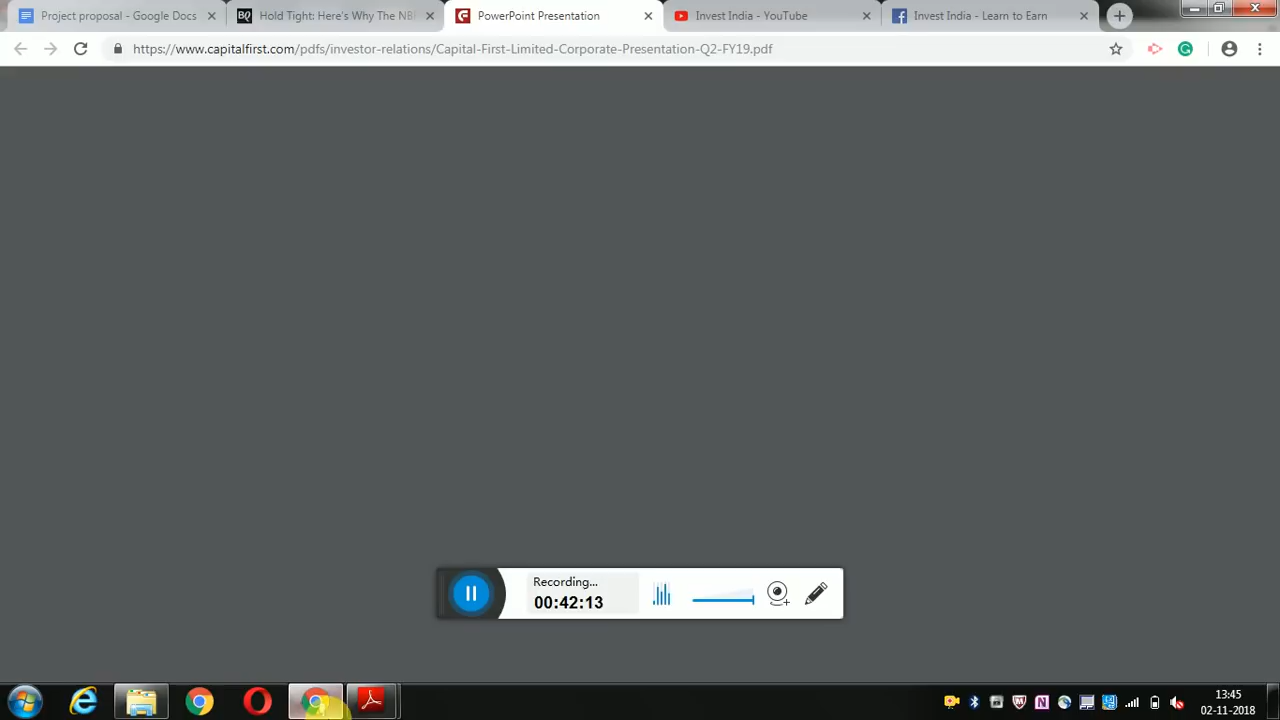 Project proposal - Google Docs
Hold Tight: Here's Why The NB
PowerPoint Presentation
Invest India - YouTube
Invest India - Learn to Earn
https://www.capitalfirst.com/pdfs/investor-relations/Capital-First-Limited-Corporate-Presentation-Q2-FY19.pdf
Recording...
00:42:13
13:45
02-11-2018